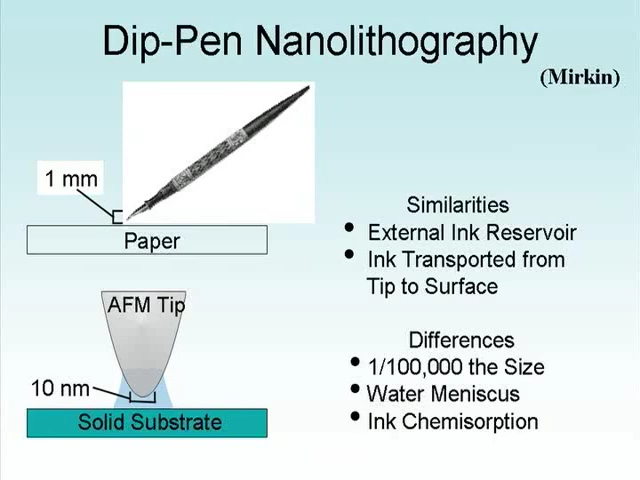 Dip-Pen Nanolithography
(Mirkin)
1 mm
Paper
Similarities
• External Ink Reservoir
• Ink Transported from
Tip to Surface
AFM Tip
10 nm
Solid Substrate
Differences
• 1/100,000 the Size
• Water Meniscus
• Ink Chemisorption